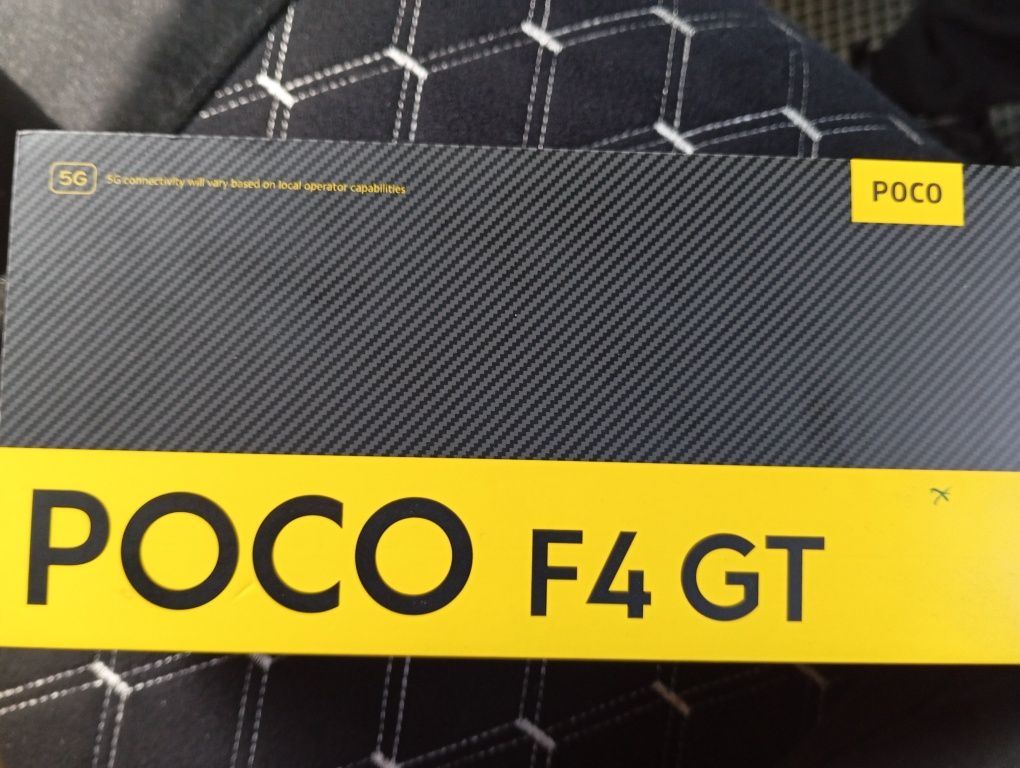 5G
5G connectivity will vary based on local operator capabilities
POCO
POCO F4 GT